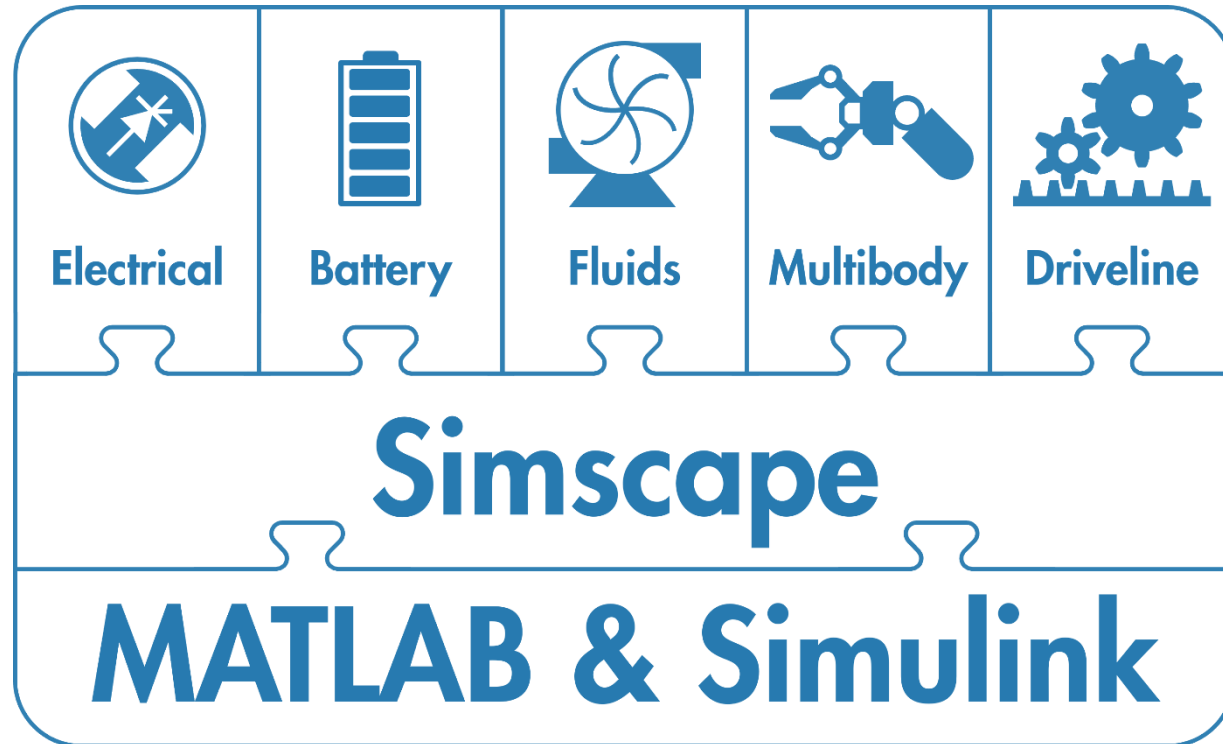 Electrical Battery Fluids Multibody Driveline
Simscape
MATLAB & Simulink